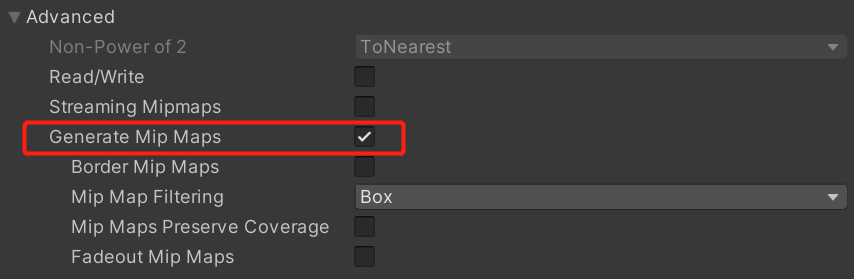 Advanced
Non-Power of 2 ToNearest
Read/Write
Streaming Mipmaps
Generate Mip Maps
Border Mip Maps
Mip Map Filtering Box
Mip Maps Preserve Coverage
Fadeout Mip Maps